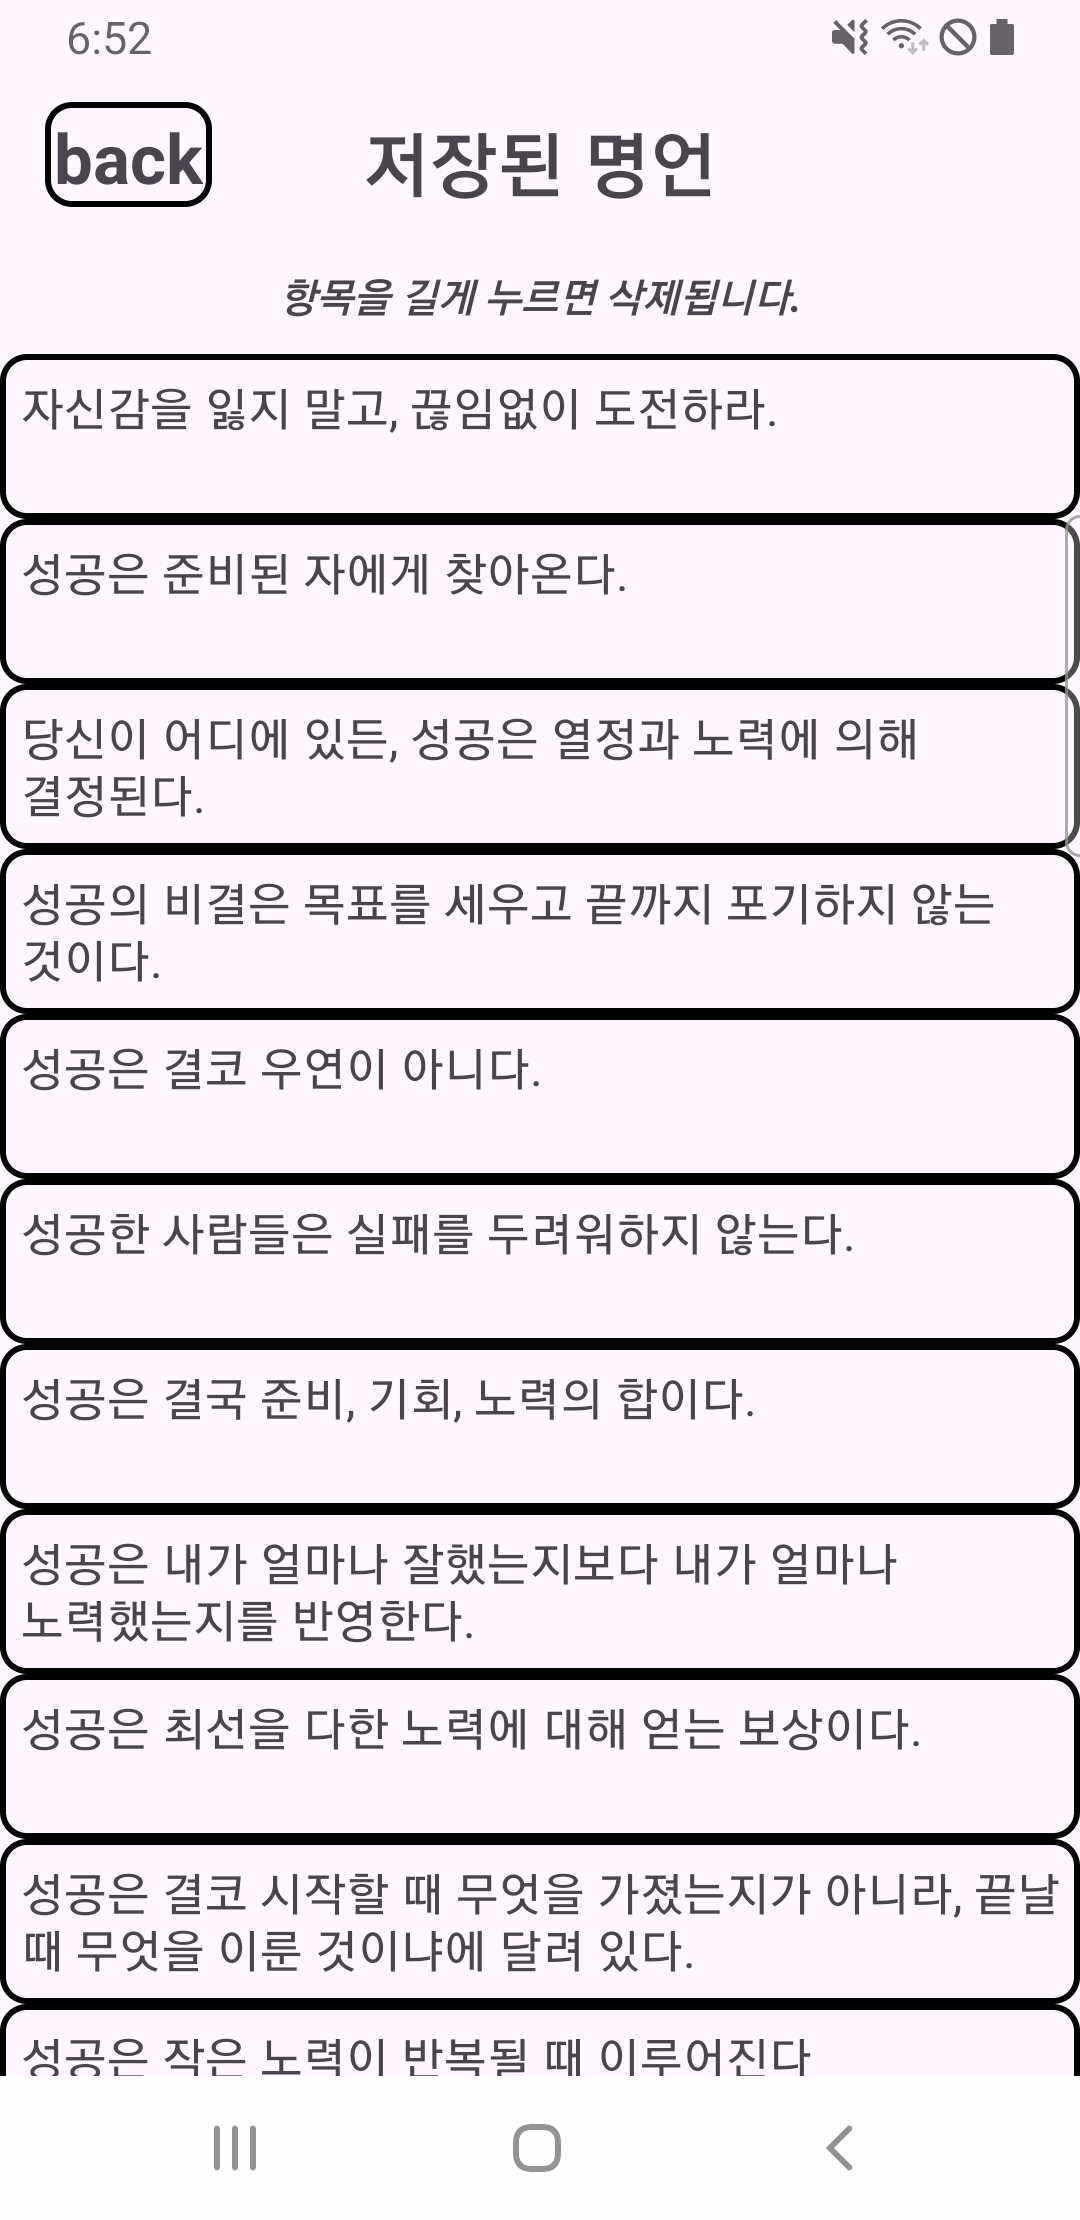 6:52
back
저장된 명언
항목을 길게 누르면 삭제됩니다.
자신감을 잃지 말고, 끊임없이 도전하라.
성공은 준비된 자에게 찾아온다.
당신이 어디에 있든, 성공은 열정과 노력에 의해
결정된다.
성공의 비결은 목표를 세우고 끝까지 포기하지 않는
것이다.
성공은 결코 우연이 아니다.
성공한 사람들은 실패를 두려워하지 않는다.
성공은 결국 준비, 기회, 노력의 합이다.
성공은 내가 얼마나 잘했는지보다 내가 얼마나
노력했는지를 반영한다.
성공은 최선을 다한 노력에 대해 얻는 보상이다.
성공은 결코 시작할 때 무엇을 가졌는지가 아니라, 끝날
때 무엇을 이룬 것이냐에 달려 있다.
성공은 작은 노력이 반복될 때 이루어진다